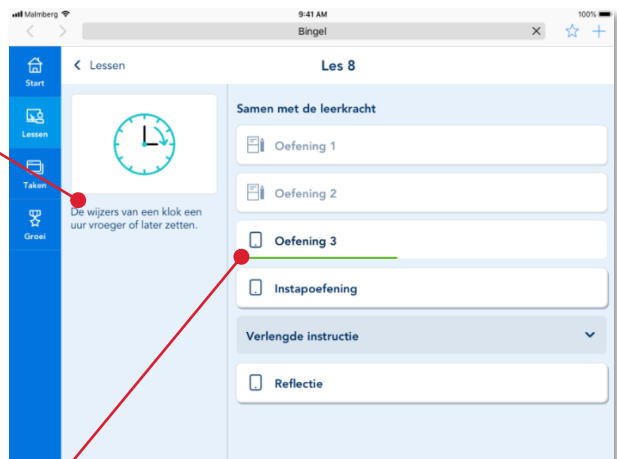 Malmberg
9:41 AM
100%
Bingel
Start
Lessen
Taken
Groei
Lessen
Les 8
De wijzers van een klok een
uur vroeger of later zetten.
Samen met de leerkracht
Oefening 1
Oefening 2
Oefening 3
Instapoefening
Verlengde instructie
Reflectie